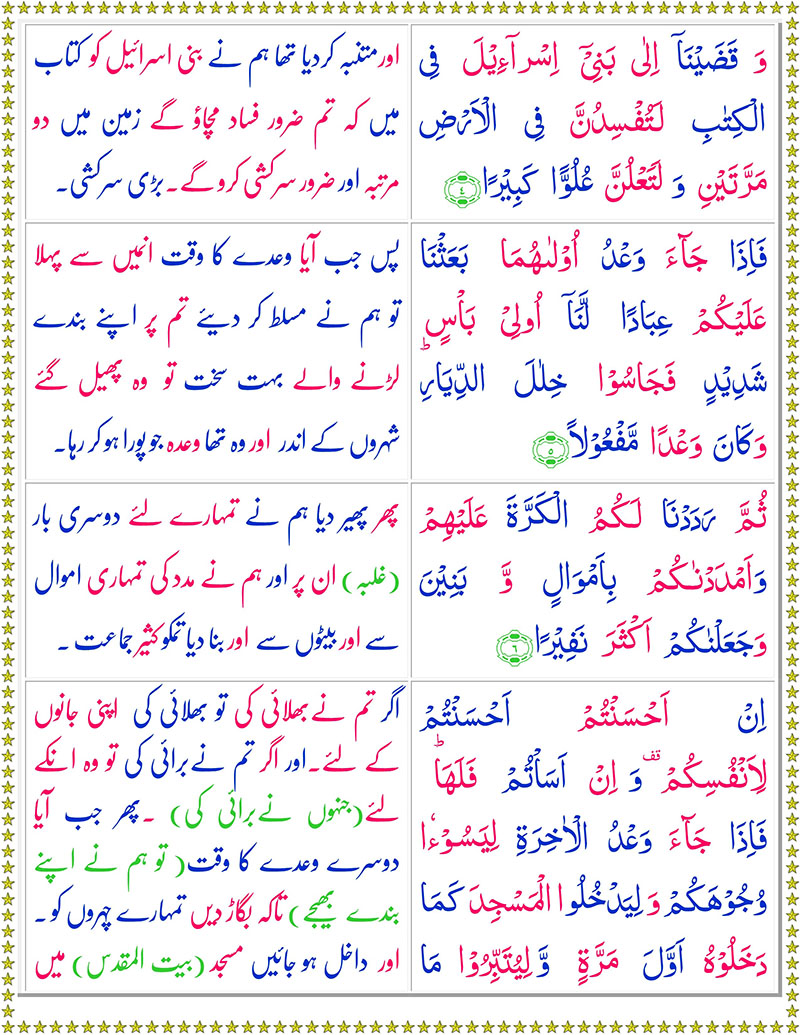 وَ قَضَيْنَآ اِلٰى بَنِيْٓ اِسْرَآءِيْلَ فِى
الْكِتٰبِ لَتُفْسِدُنَّ فِى الْاَرْضِ
مَرَّتَيْنِ وَ لَتَعْلُنَّ عُلُوًّا كَبِيْرًا ﴿۴﴾
اور متنبہ کر دیا تھا ہم نے بنی اسرائیل کو کتاب
میں کہ تم ضرور فساد مچاؤ گے زمین میں دو
مرتبہ اور ضرور سرکشی کرو گے۔ بڑی سرکشی۔
فَاِذَا جَآءَ وَعْدُ اُوْلٰىهُمَا بَعَثْنَا
عَلَيْكُمْ عِبَادًا لَّنَآ اُولِيْ بَاْسٍ
شَدِيْدٍ فَجَاسُوْا خِلٰلَ الدِّيَارِ ؕ
وَكَانَ وَعْدًا مَّفْعُوْلًا ﴿۵﴾
پس جب آیا وعدے کا وقت انمیں سے پہلا
تو ہم نے مسلط کر دیئے تم پر اپنے بندے
لڑنے والے بہت سخت تو وہ پھیل گئے
شہروں کے اندر اور وہ تھا وعدہ جو پورا ہو کر رہا۔
ثُمَّ رَدَدْنَا لَكُمُ الْكَرَّةَ عَلَيْهِمْ
وَاَمْدَدْنٰكُمْ بِاَمْوَالٍ وَّ بَنِيْنَ
وَجَعَلْنٰكُمْ اَكْثَرَ نَفِيْرًا ﴿۶﴾
پھر پھیر دیا ہم نے تمہارے لئے دوسری بار
(غلبہ) ان پر اور ہم نے مدد کی تمہاری اموال
سے اور بیٹوں سے اور بنا دیا تمکو کثیر جماعت ۔
اِنْ اَحْسَنْتُمْ اَحْسَنْتُمْ
لِاَنْفُسِكُمْ قف وَ اِنْ اَسَاْتُمْ فَلَهَا ؕ
فَاِذَا جَآءَ وَعْدُ الْاٰخِرَةِ لِيَسُوْٓءٗا
وُجُوْهَكُمْ وَ لِيَدْخُلُوا الْمَسْجِدَ كَمَا
دَخَلُوْهُ اَوَّلَ مَرَّةٍ وَّ لِيُتَبِّرُوْا مَا
اگر تم نے بھلائی کی تو بھلائی کی اپنی جانوں
کے لئے۔ اور اگر تم نے برائی کی تو وہ انکے
لئے (جنہوں نے برائی کی) ۔ پھر جب آیا
دوسرے وعدے کا وقت (تو ہم نے اپنے
بندے بھیجے) تاکہ بگاڑ دیں تمہارے چہروں کو ۔
اور داخل ہو جائیں مسجد (بیت المقدس) میں